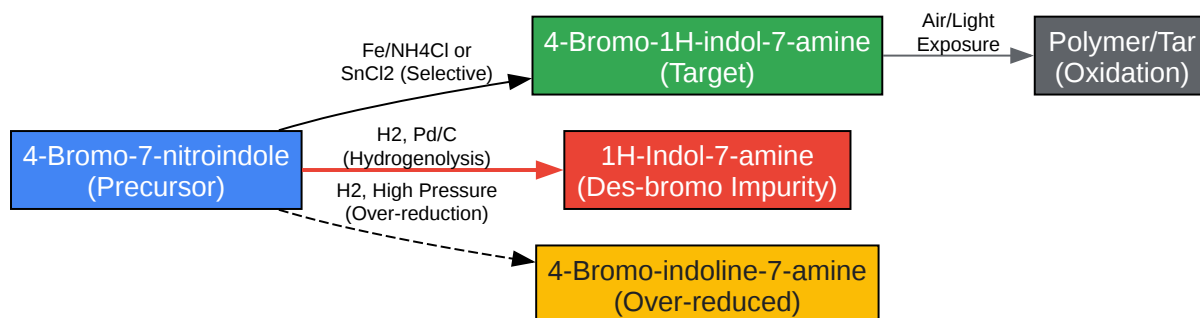 Air/Light
Exposure
Fe/NH4Cl or
SnCl2 (Selective)
4-Bromo-1H-indol-7-amine
(Target)
Polymer/Tar
(Oxidation)
4-Bromo-7-nitroindole
(Precursor)
H2, Pd/C
(Hydrogenolysis)
1H-Indol-7-amine
(Des-bromo Impurity)
H2, High Pressure
(Over-reduction)
4-Bromo-indoline-7-amine
(Over-reduced)